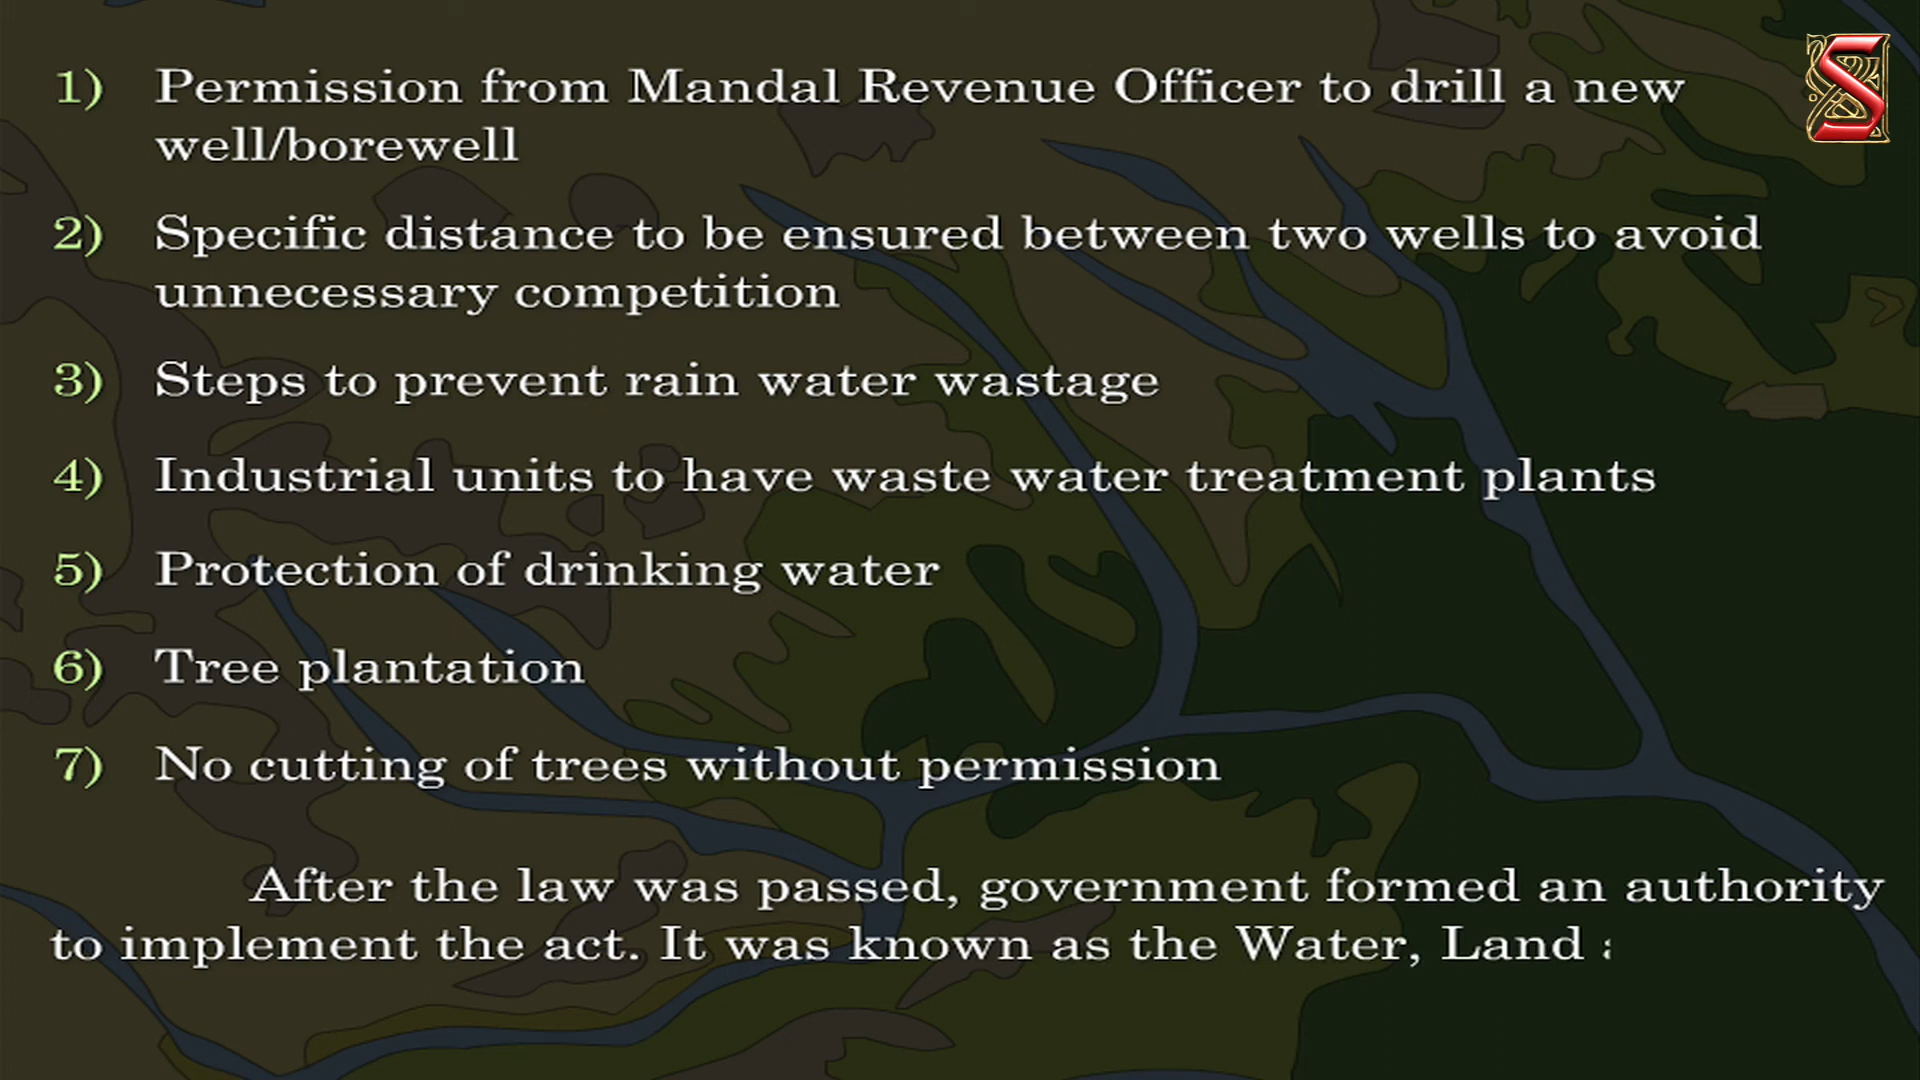 1) Permission from Mandal Revenue Officer to drill a new
well/borewell
2) Specific distance to be ensured between two wells to avoid
unnecessary competition
3) Steps to prevent rain water wastage
4) Industrial units to have waste water treatment plants
5) Protection of drinking water
6) Tree plantation
7) No cutting of trees without permission
After the law was passed, government formed an authority
to implement the act. It was known as the Water, Land
S